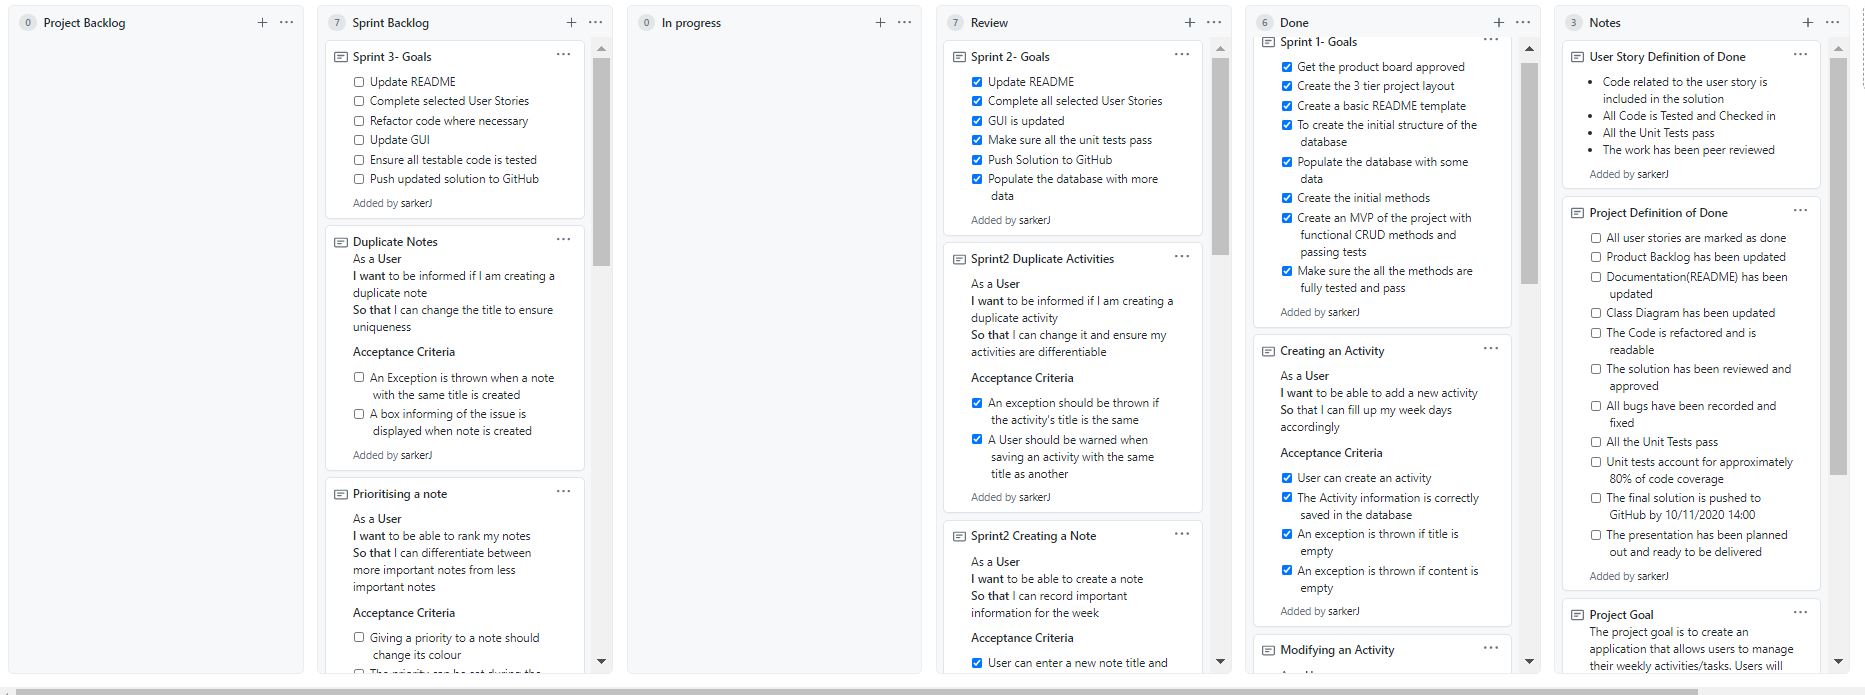 0 Project Backlog
7 Sprint Backlog
Sprint 3- Goals
Update README
Complete selected User Stories
Refactor code where necessary
Update GUI
Ensure all testable code is tested
Push updated solution to GitHub
Added by sarkerJ
Duplicate Notes
As a User
I want to be informed if I am creating a
duplicate note
So that I can change the title to ensure
uniqueness
Acceptance Criteria
An Exception is thrown when a note
with the same title is created
A box informing of the issue is
displayed when note is created
Added by sarkerJ
Prioritising a note
As a User
I want to be able to rank my notes
So that I can differentiate between
more important notes from less
important notes
Acceptance Criteria
Giving a priority to a note should
change its colour
The priority can be set during the
0 In progress
7 Review
Sprint 2- Goals
Update README
Complete all selected User Stories
GUI is updated
Make sure all the unit tests pass
Push Solution to GitHub
Populate the database with more
data
Added by sarkerJ
Sprint2 Duplicate Activities
As a User
I want to be informed if I am creating a
duplicate activity
So that I can change it and ensure my
activities are differentiable
Acceptance Criteria
An exception should be thrown if
the activity's title is the same
A User should be warned when
saving an activity with the same
title as another
Added by sarkerJ
Sprint2 Creating a Note
As a User
I want to be able to create a note
So that I can record important
information for the week
Acceptance Criteria
User can enter a new note title and
6 Done
Sprint 1- Goals
Get the product board approved
Create the 3 tier project layout
Create a basic README template
To create the initial structure of the
database
Populate the database with some
data
Create the initial methods
Create an MVP of the project with
functional CRUD methods and
passing tests
Make sure the all the methods are
fully tested and pass
Added by sarkerJ
Creating an Activity
As a User
I want to be able to add a new activity
So that I can fill up my week days
accordingly
Acceptance Criteria
User can create an activity
The Activity information is correctly
saved in the database
An exception is thrown if title is
empty
An exception is thrown if content is
empty
Added by sarkerJ
Modifying an Activity
3 Notes
User Story Definition of Done
Code related to the user story is
included in the solution
All Code is Tested and Checked in
All the Unit Tests pass
The work has been peer reviewed
Added by sarkerJ
Project Definition of Done
All user stories are marked as done
Product Backlog has been updated
Documentation(README) has been
updated
Class Diagram has been updated
The Code is refactored and is
readable
The solution has been reviewed and
approved
All bugs have been recorded and
fixed
All the Unit Tests pass
Unit tests account for approximately
80% of code coverage
The final solution is pushed to
GitHub by 10/11/2020 14:00
The presentation has been planned
out and ready to be delivered
Added by sarkerJ
Project Goal
The project goal is to create an
application that allows users to manage
their weekly activities/tasks. Users will